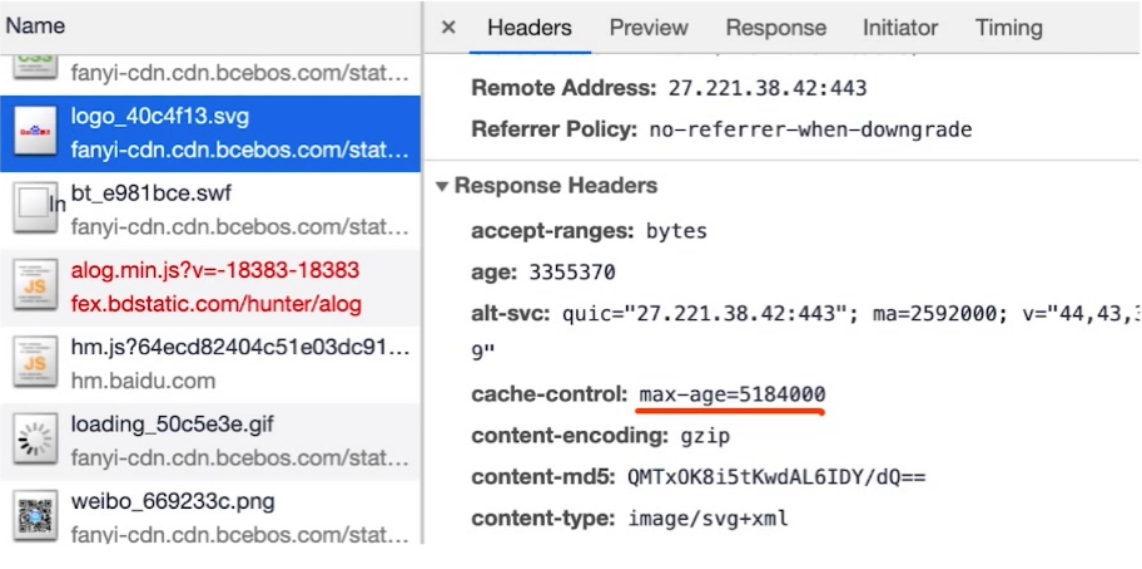 Name
fanyi-cdn.cdn.bcebos.com/stat...
logo_40c4f13.svg
fanyi-cdn.cdn.bcebos.com/stat...
bt_e981bce.swf
In
fanyi-cdn.cdn.bcebos.com/stat...
JS
alog.min.js?v=-18383-18383
fex.bdstatic.com/hunter/alog
JS
hm.js?64ecd82404c51e03dc91...
hm.baidu.com
loading_50c5e3e.gif
fanyi-cdn.cdn.bcebos.com/stat...
weibo_669233c.png
fanyi-cdn.cdn.bcebos.com/stat...
× Headers Preview Response Initiator Timing
Remote Address: 27.221.38.42:443
Referrer Policy: no-referrer-when-downgrade
▼ Response Headers
accept-ranges: bytes
age: 3355370
alt-svc: quic="27.221.38.42:443"; ma=2592000; v="44,43,
9"
cache-control: max-age=5184000
content-encoding: gzip
content-md5: QMTxOK8i5tKwdAL6IDY/dQ==
content-type: image/svg+xml